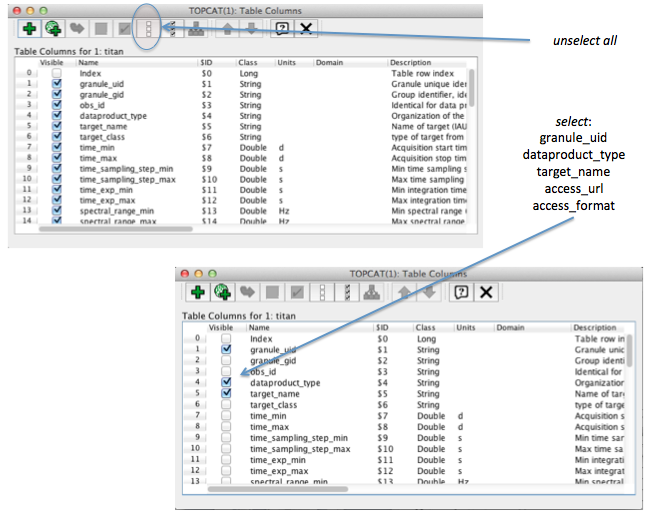 TOPCAT(1): Table Columns
Table Columns for 1: titan
Visible Name $ID Class Units Domain Description
0 Index $0 Long Table row index
1 granule_uid $1 String Granule unique iden
2 granule_gid $2 String Group identifier, ide
3 obs_id $3 String Identical for data pr
4 dataproduct_type $4 String Organization of the
5 target_name $5 String Name of target (IAU
6 target_class $6 String type of target from
7 time_min $7 Double d Acquisition start tim
8 time_max $8 Double d Acquisition stop tim
9 time_sampling_step_min $9 Double s Min time sampling s
10 time_sampling_step_max $10 Double s Max time sampling
11 time_exp_min $11 Double s Min integration time
12 time_exp_max $12 Double s Max integration time
13 spectral_range_min $13 Double Hz Min spectral range
14 spectral_range_max $14 Double Hz Max spectral range
unselect all
select:
granule_uid
dataproduct_type
target_name
access_url
access_format
TOPCAT(1): Table Columns
Table Columns for 1: titan
Visible Name $ID Class Units Domain Description
0 Index $0 Long Table row in
1 granule_uid $1 String Granule unic
2 granule_gid $2 String Group identi
3 obs_id $3 String Identical for
4 dataproduct_type $4 String Organization
5 target_name $5 String Name of targ
6 target_class $6 String type of targe
7 time_min $7 Double d Acquisition s
8 time_max $8 Double d Acquisition s
9 time_sampling_step_min $9 Double s Min time sar
10 time_sampling_step_max $10 Double s Max time sa
11 time_exp_min $11 Double s Min integrati
12 time_exp_max $12 Double s Max integrat
13 spectral_range_min $13 Double Hz Min spectral